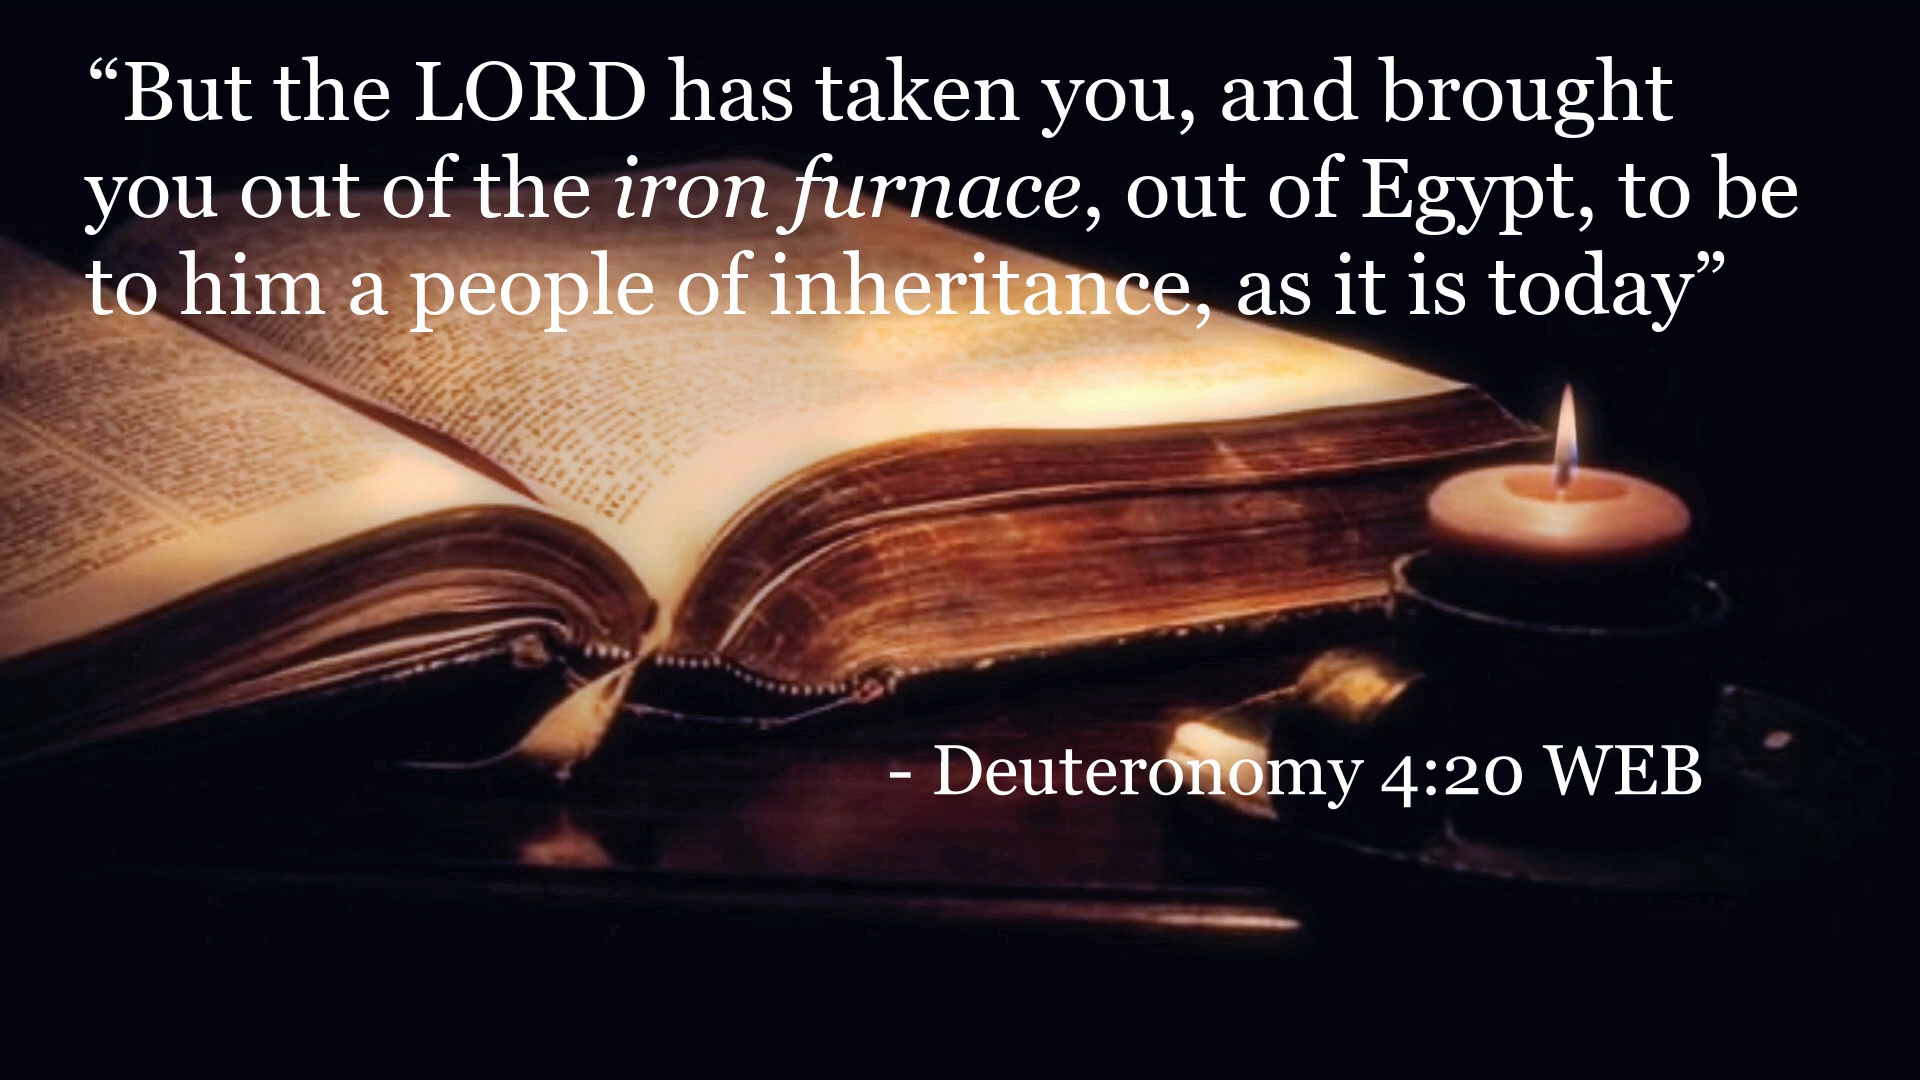 “But the LORD has taken you, and brought
you out of the iron furnace, out of Egypt, to be
to him a people of inheritance, as it is today”
- Deuteronomy 4:20 WEB